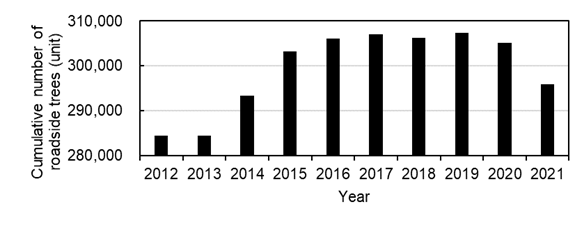 Cumulative number of
roadside trees (unit)
310,000
300,000
290,000
280,000
2012 2013 2014 2015 2016 2017 2018 2019 2020 2021
Year